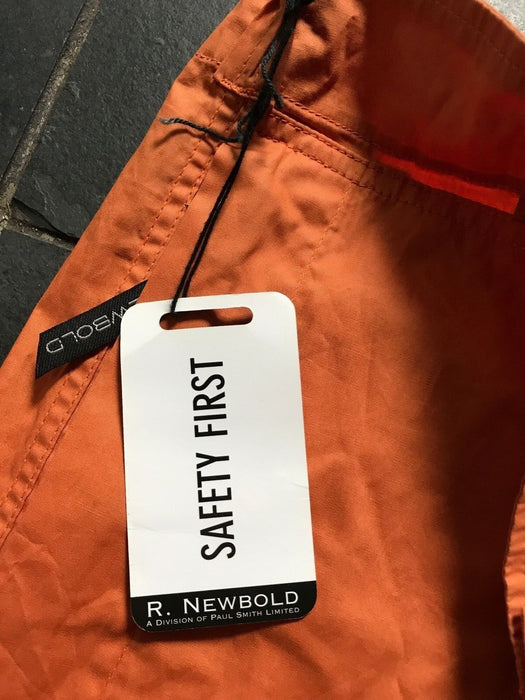 SAFETY FIRST
R. NEWBOLD
A DIVISION OF PAUL SMITH LIMITED